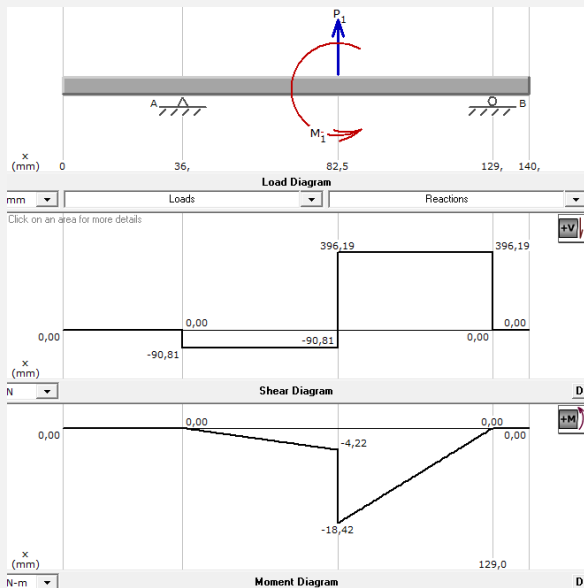 P1
A
B
M1
x
(mm)
0
36,
82,5
129,
140,
Load Diagram
mm
Loads
Reactions
Click on an area for more details
+V
396,19
396,19
0,00
0,00
0,00
-90,81
-90,81
0,00
x
(mm)
N
Shear Diagram
D
+M
0,00
0,00
0,00
0,00
-4,22
-18,42
x
(mm)
129,0
N-m
Moment Diagram
D